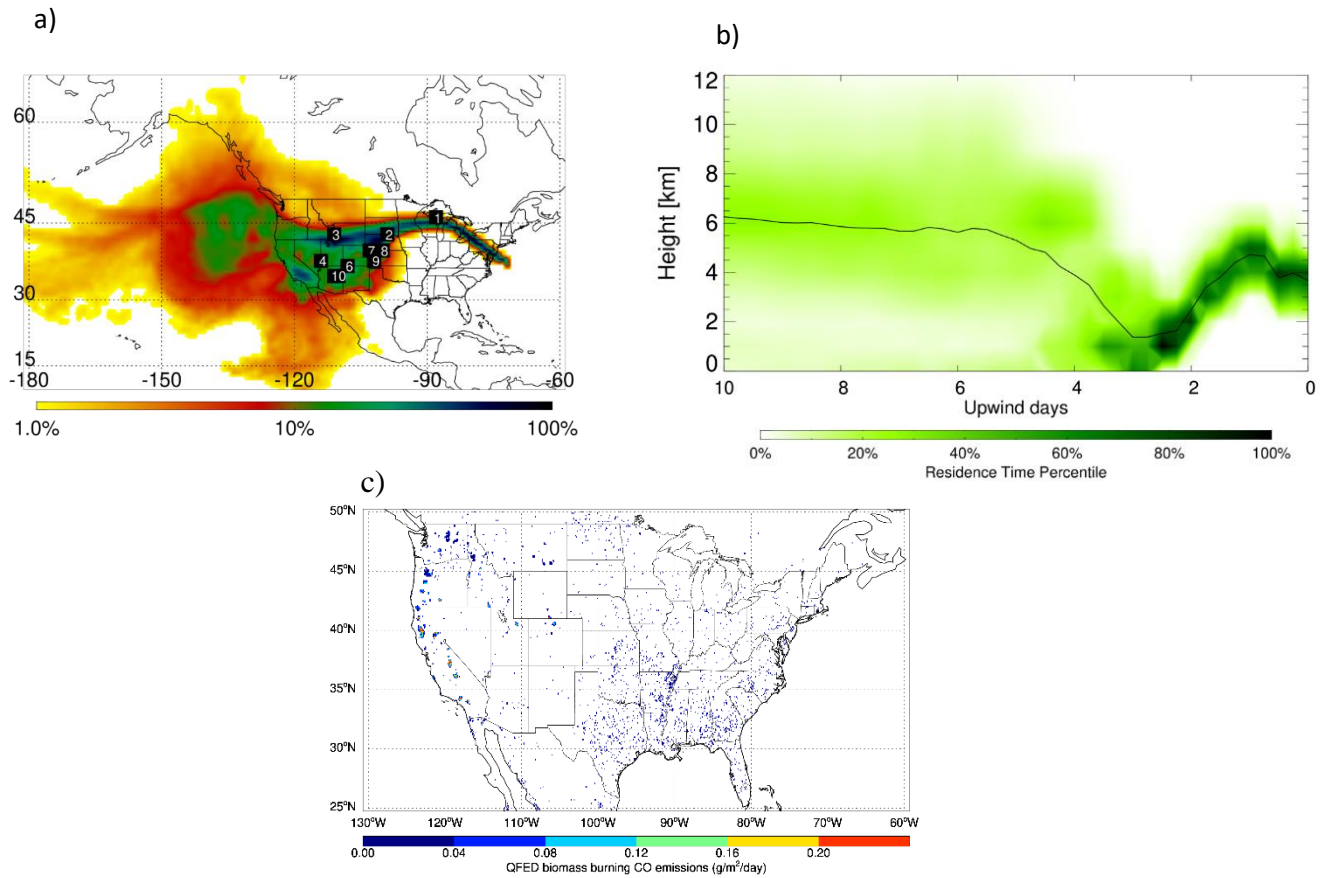 a)
60
45
30
15
-180 -150 -120 -90 -60
1
3 2
7 8
4 9
6
10
1.0% 10% 100%
b)
12
10
8
6
4
2
0
Height [km]
10 8 6 4 2 0
Upwind days
0% 20% 40% 60% 80% 100%
Residence Time Percentile
c)
50°N
45°N
40°N
35°N
30°N
25°N
130°W 120°W 110°W 100°W 90°W 80°W 70°W 60°W
0.00 0.04 0.08 0.12 0.16 0.20
QFED biomass burning CO emissions (g/m²/day)